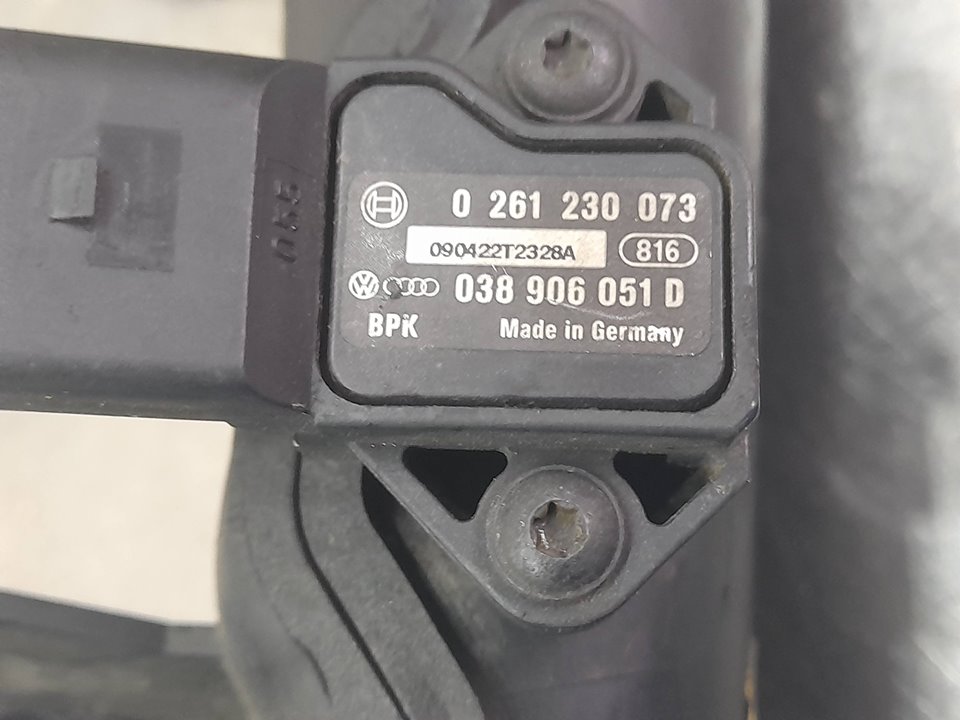 0 261 230 073
090422T2328A 816
038 906 051 D
BPK Made in Germany